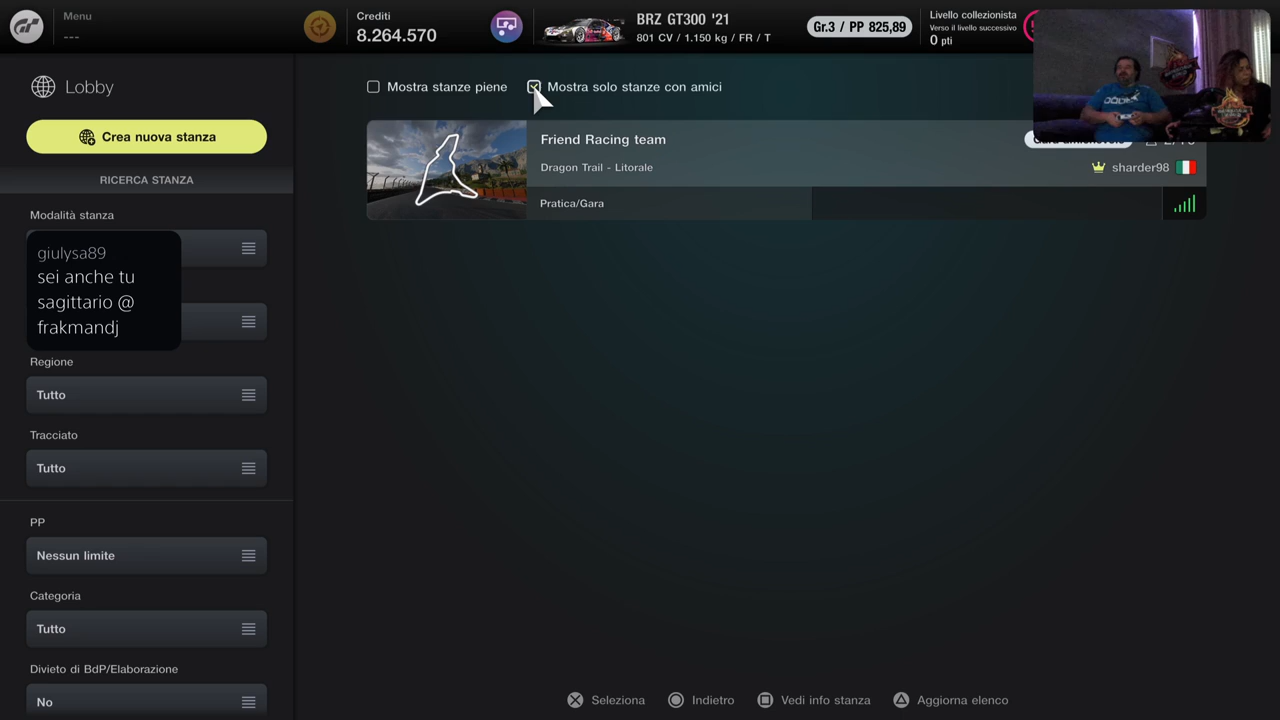 Menu
---
Crediti
8.264.570
BRZ GT300 '21
801 CV / 1.150 kg / FR / T
Gr.3 / PP 825,89
Livello collezionista
Verso il livello successivo
0 pti
Lobby
Mostra stanze piene
Mostra solo stanze con amici
Crea nuova stanza
RICERCA STANZA
Friend Racing team
Dragon Trail - Litorale
sharder98
Pratica/Gara
Modalità stanza
giulysa89
sei anche tu
sagittario @
frakmandj
Regione
Tutto
Tracciato
Tutto
PP
Nessun limite
Categoria
Tutto
Divieto di BdP/Elaborazione
No
Seleziona
Indietro
Vedi info stanza
Aggiorna elenco